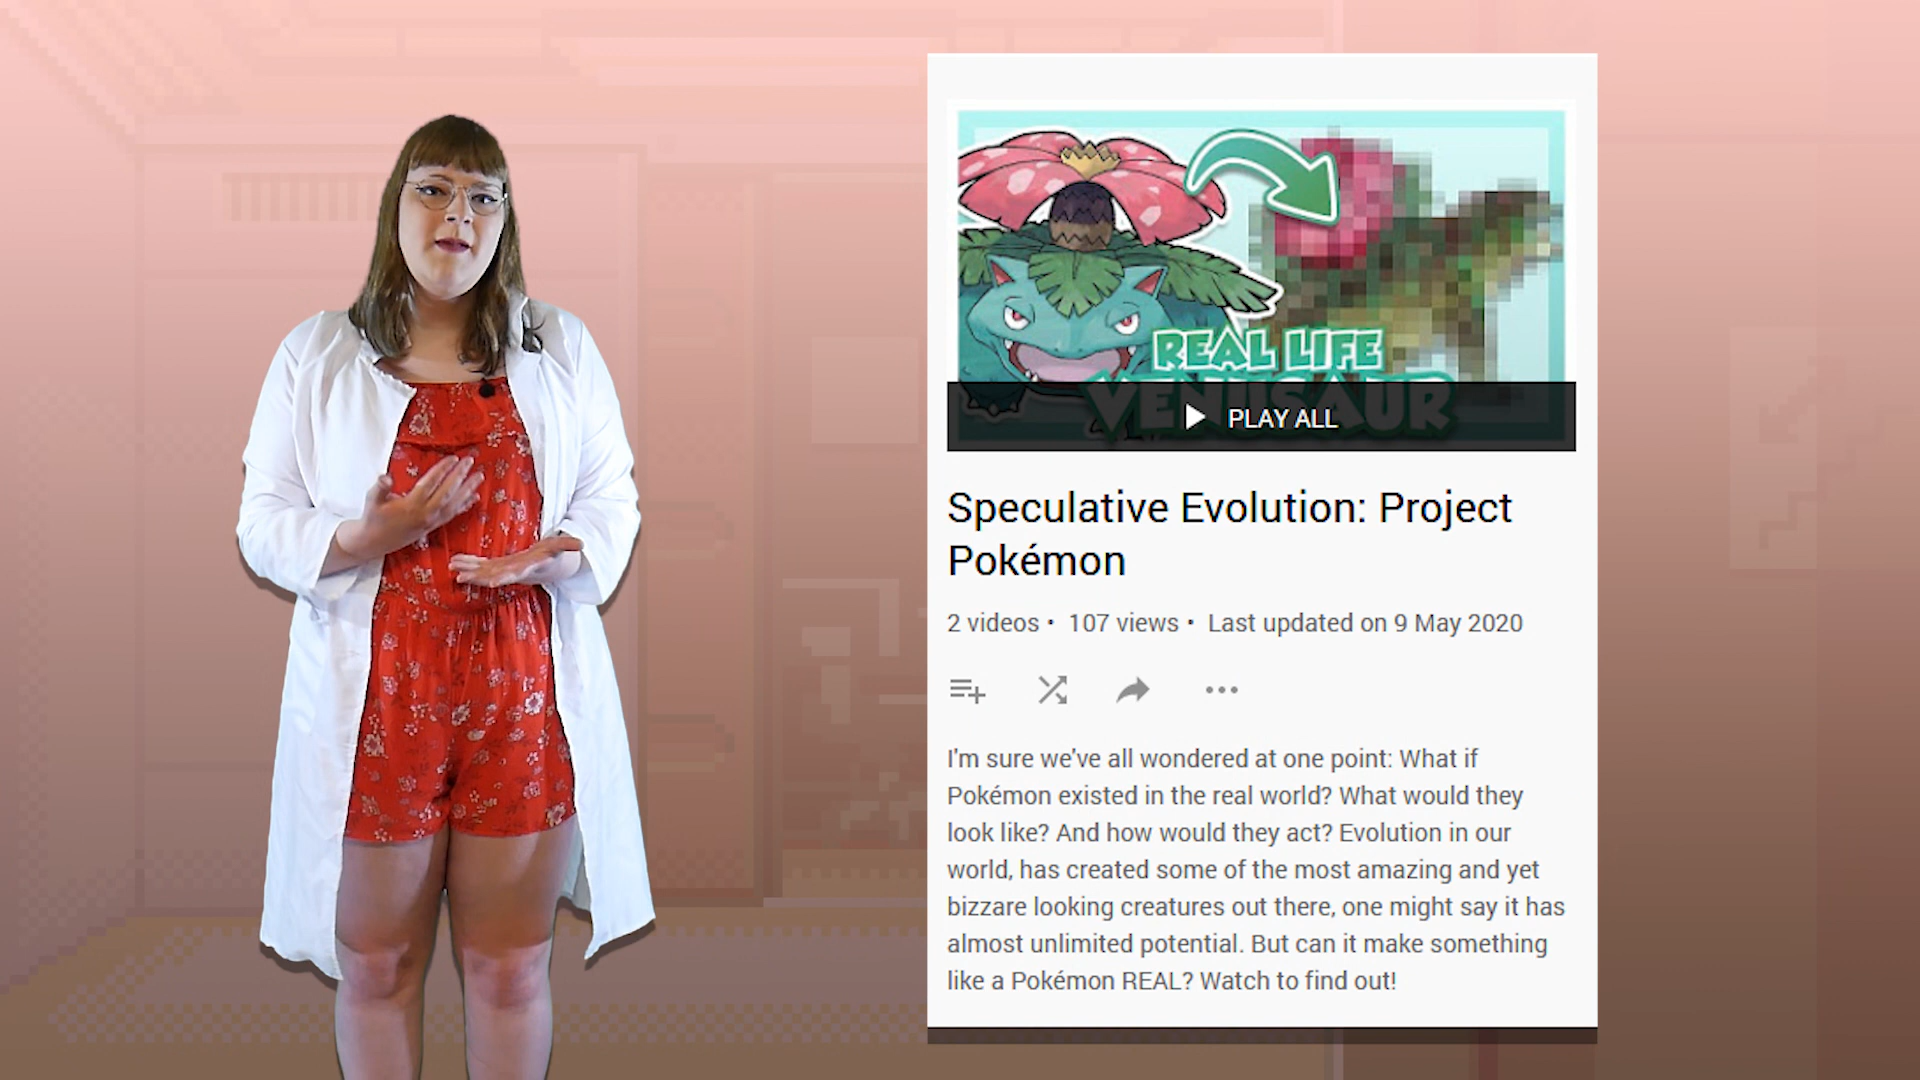 REAL LIFE
VENUSAUR
PLAY ALL
Speculative Evolution: Project
Pokémon
2 videos • 107 views • Last updated on 9 May 2020
I'm sure we've all wondered at one point: What if
Pokémon existed in the real world? What would they
look like? And how would they act? Evolution in our
world, has created some of the most amazing and yet
bizzare looking creatures out there, one might say it has
almost unlimited potential. But can it make something
like a Pokémon REAL? Watch to find out!